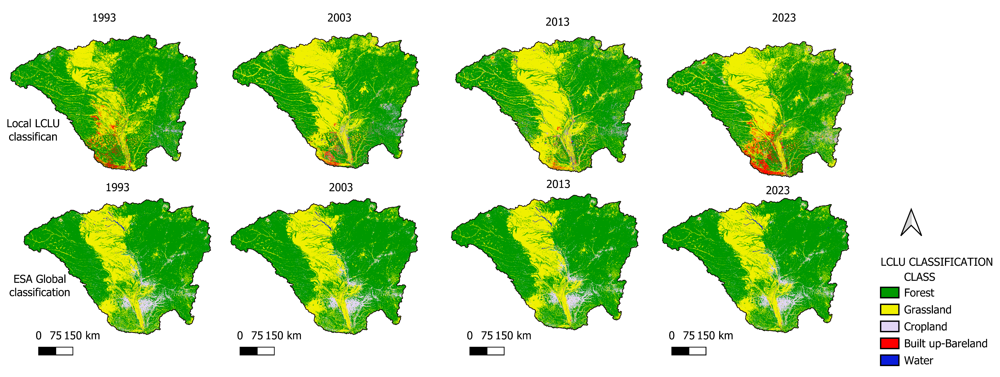 1993
2003
2013
2023
Local LCLU
classifican
1993
2003
2013
2023
ESA Global
classification
0 75 150 km
0 75 150 km
0 75 150 km
0 75 150 km
LCLU CLASSIFICATION
CLASS
Forest
Grassland
Cropland
Built up-Bareland
Water